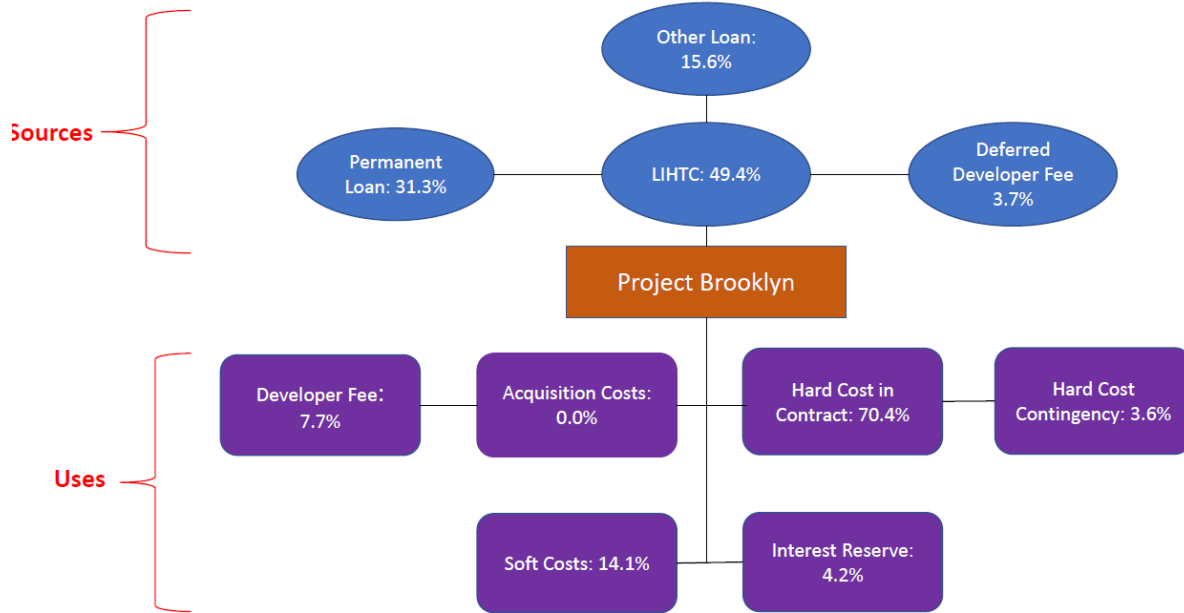 Other Loan:
15.6%
Sources
Permanent
Loan: 31.3%
LIHTC: 49.4%
Deferred
Developer Fee
3.7%
Project Brooklyn
Developer Fee:
7.7%
Acquisition Costs:
0.0%
Hard Cost in
Contract: 70.4%
Hard Cost
Contingency: 3.6%
Uses
Soft Costs: 14.1%
Interest Reserve:
4.2%